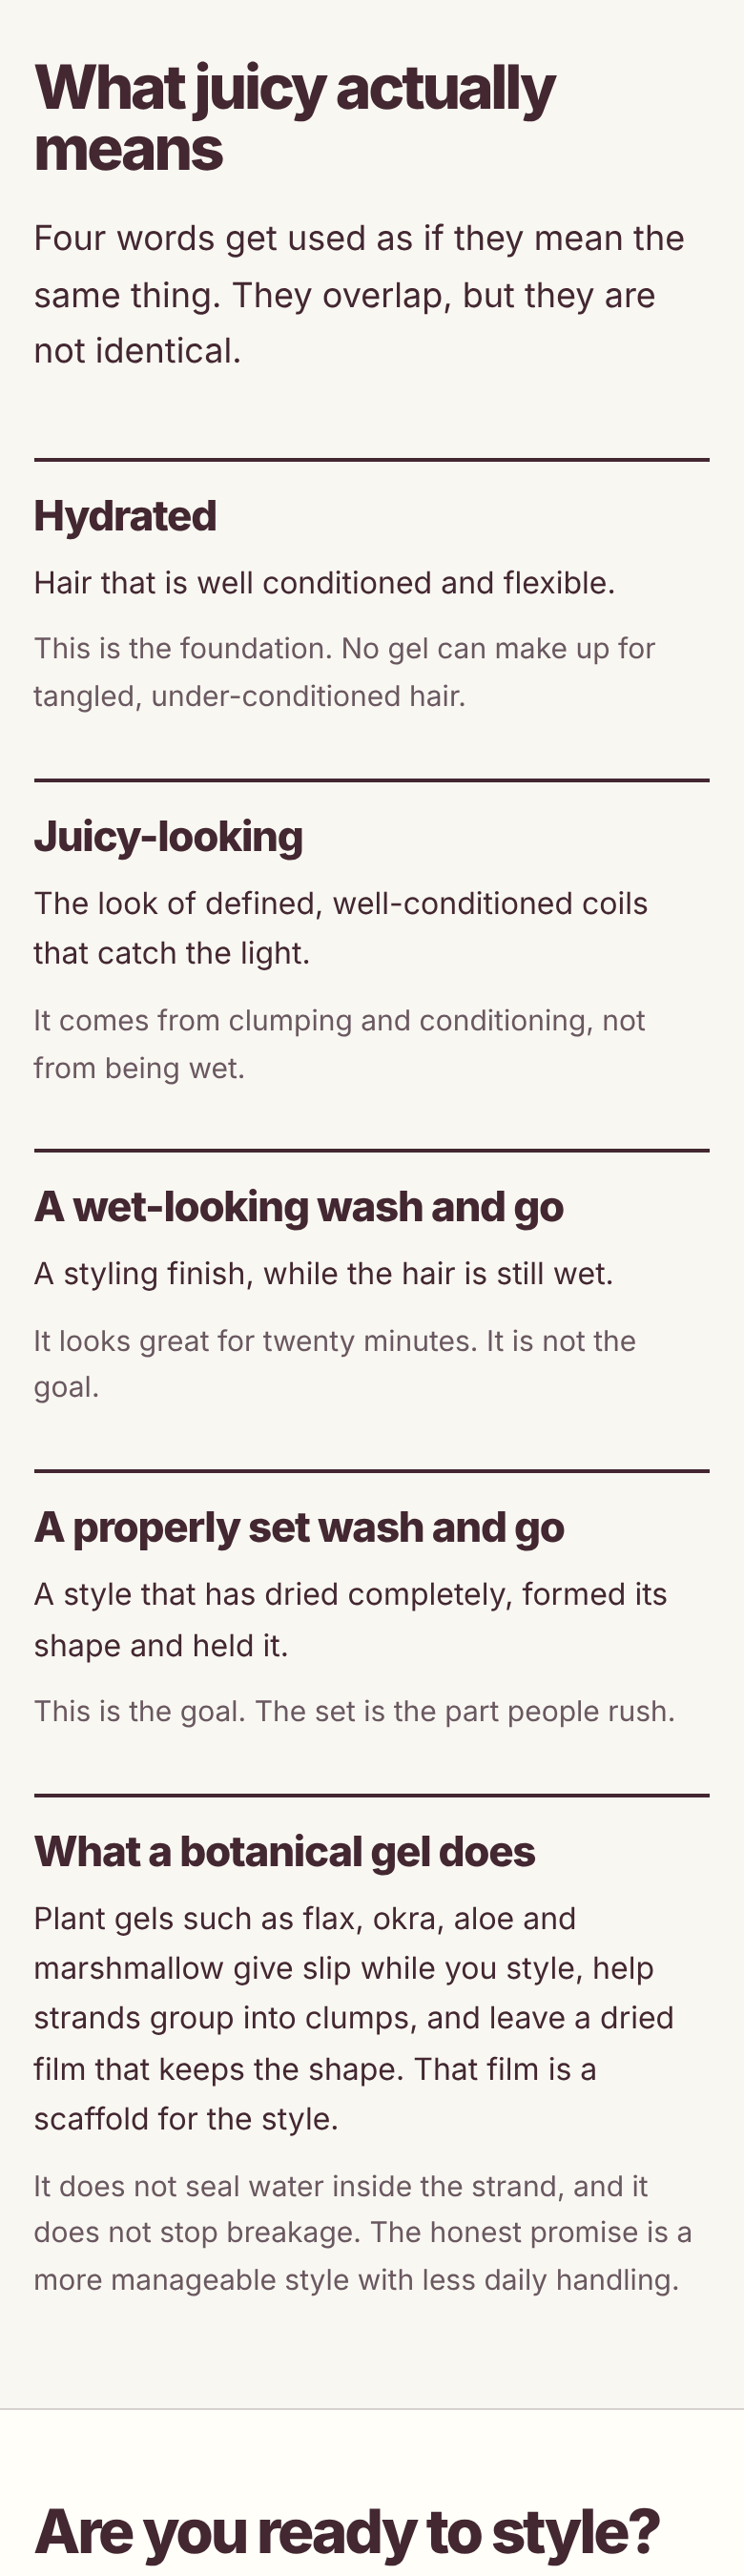 What juicy actually
means
Four words get used as if they mean the
same thing. They overlap, but they are
not identical.
Hydrated
Hair that is well conditioned and flexible.
This is the foundation. No gel can make up for
tangled, under-conditioned hair.
Juicy-looking
The look of defined, well-conditioned coils
that catch the light.
It comes from clumping and conditioning, not
from being wet.
A wet-looking wash and go
A styling finish, while the hair is still wet.
It looks great for twenty minutes. It is not the
goal.
A properly set wash and go
A style that has dried completely, formed its
shape and held it.
This is the goal. The set is the part people rush.
What a botanical gel does
Plant gels such as flax, okra, aloe and
marshmallow give slip while you style, help
strands group into clumps, and leave a dried
film that keeps the shape. That film is a
scaffold for the style.
It does not seal water inside the strand, and it
does not stop breakage. The honest promise is a
more manageable style with less daily handling.
Are you ready to style?